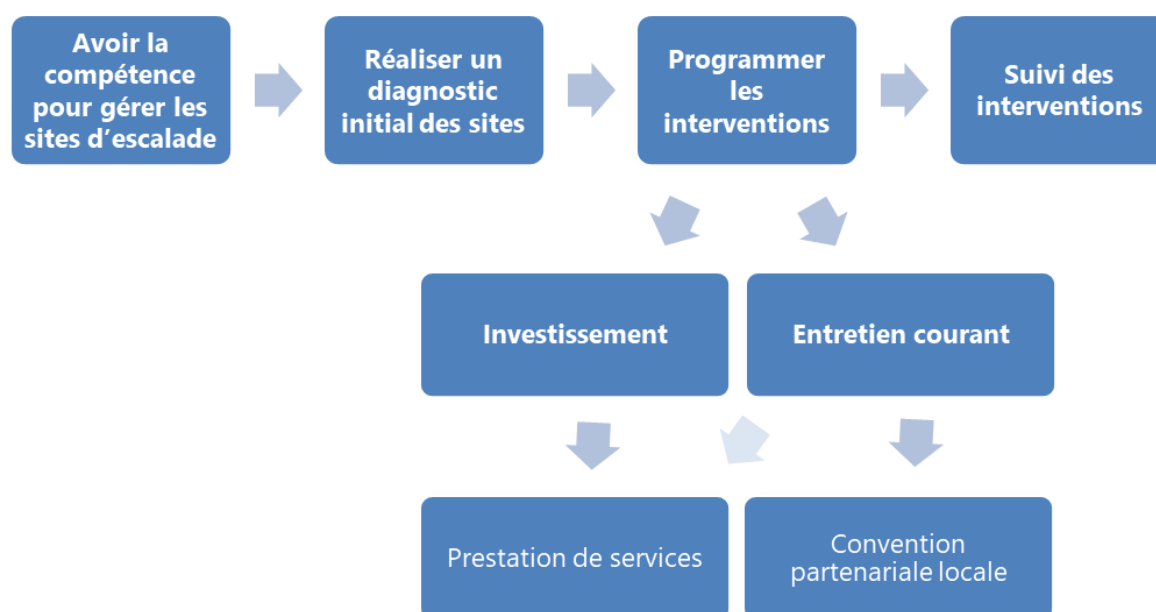 Avoir la
compétence
pour gérer les
sites d’escalade
Réaliser un
diagnostic
initial des sites
Programmer
les
interventions
Suivi des
interventions
Investissement
Entretien courant
Prestation de services
Convention
partenariale locale